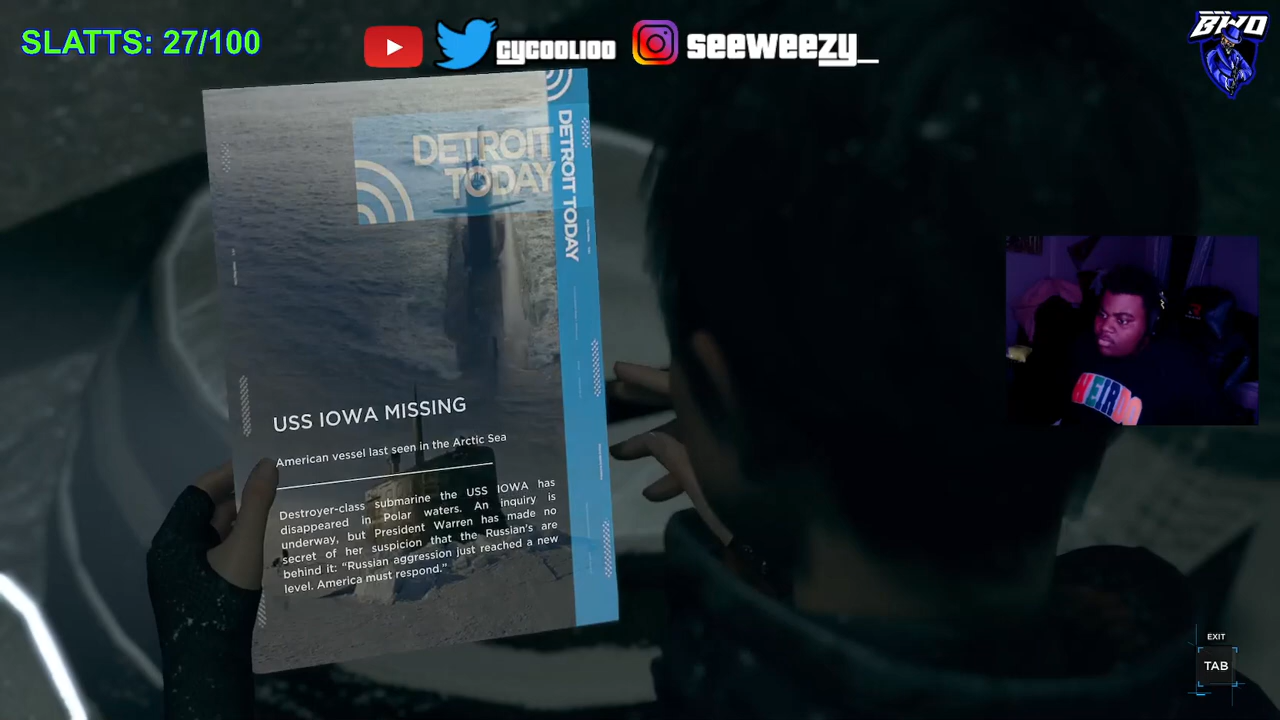 SLATTS: 27/100
cycool100
seeweezy_
BWO
DETROIT
TODAY
DETROIT TODAY
USS IOWA MISSING
American vessel last seen in the Arctic Sea
Destroyer-class submarine the USS IOWA has
disappeared in Polar waters. An inquiry is
underway, but President Warren has made no
secret of her suspicion that the Russian's are
behind it: “Russian aggression just reached a new
level. America must respond.”
WEIRDO
EXIT
TAB